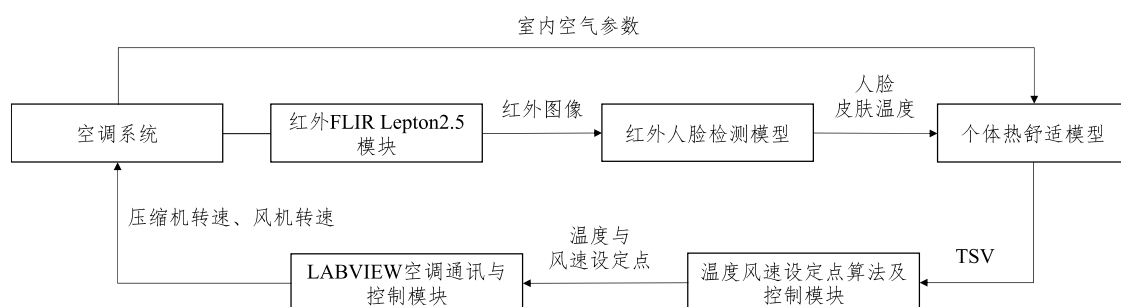 室内空气参数
人脸
皮肤温度
红外图像
空调系统
红外FLIR Lepton2.5
模块
红外人脸检测模型
个体热舒适模型
压缩机转速、风机转速
温度与
风速设定点
TSV
LABVIEW空调通讯与
控制模块
温度风速设定点算法及
控制模块